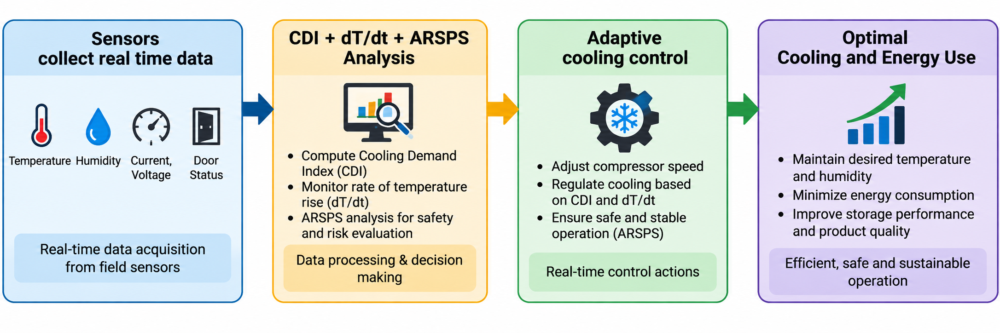 Sensors
collect real time data
Temperature
Humidity
Current,
Voltage
Door
Status
Real-time data acquisition
from field sensors
CDI + dT/dt + ARSPS
Analysis
• Compute Cooling Demand
Index (CDI)
• Monitor rate of temperature
rise (dT/dt)
• ARSPS analysis for safety
and risk evaluation
Data processing & decision
making
Adaptive
cooling control
• Adjust compressor speed
• Regulate cooling based
on CDI and dT/dt
• Ensure safe and stable
operation (ARSPS)
Real-time control actions
Optimal
Cooling and Energy Use
• Maintain desired temperature
and humidity
• Minimize energy consumption
• Improve storage performance
and product quality
Efficient, safe and sustainable
operation